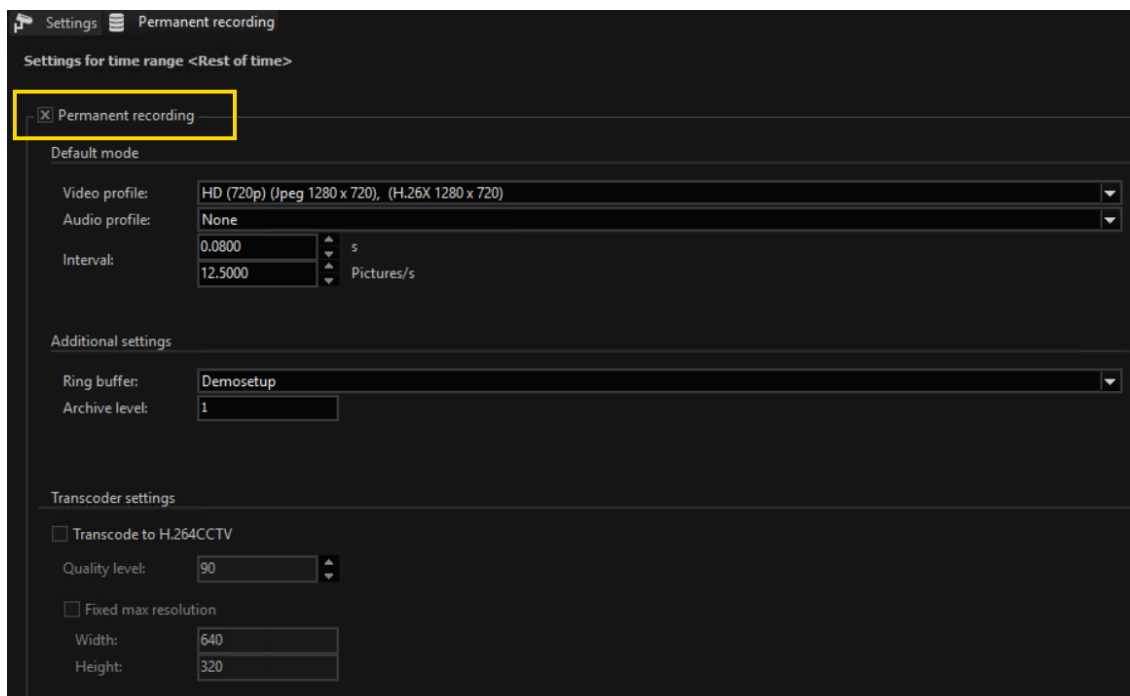 Settings Permanent recording
Settings for time range <Rest of time>
Permanent recording
Default mode
Video profile: HD (720p) (Jpeg 1280 x 720), (H.26X 1280 x 720)
Audio profile: None
Interval: 0.0800 s
12.5000 Pictures/s
Additional settings
Ring buffer: Demosetup
Archive level: 1
Transcoder settings
Transcode to H.264CCTV
Quality level: 90
Fixed max resolution
Width: 640
Height: 320